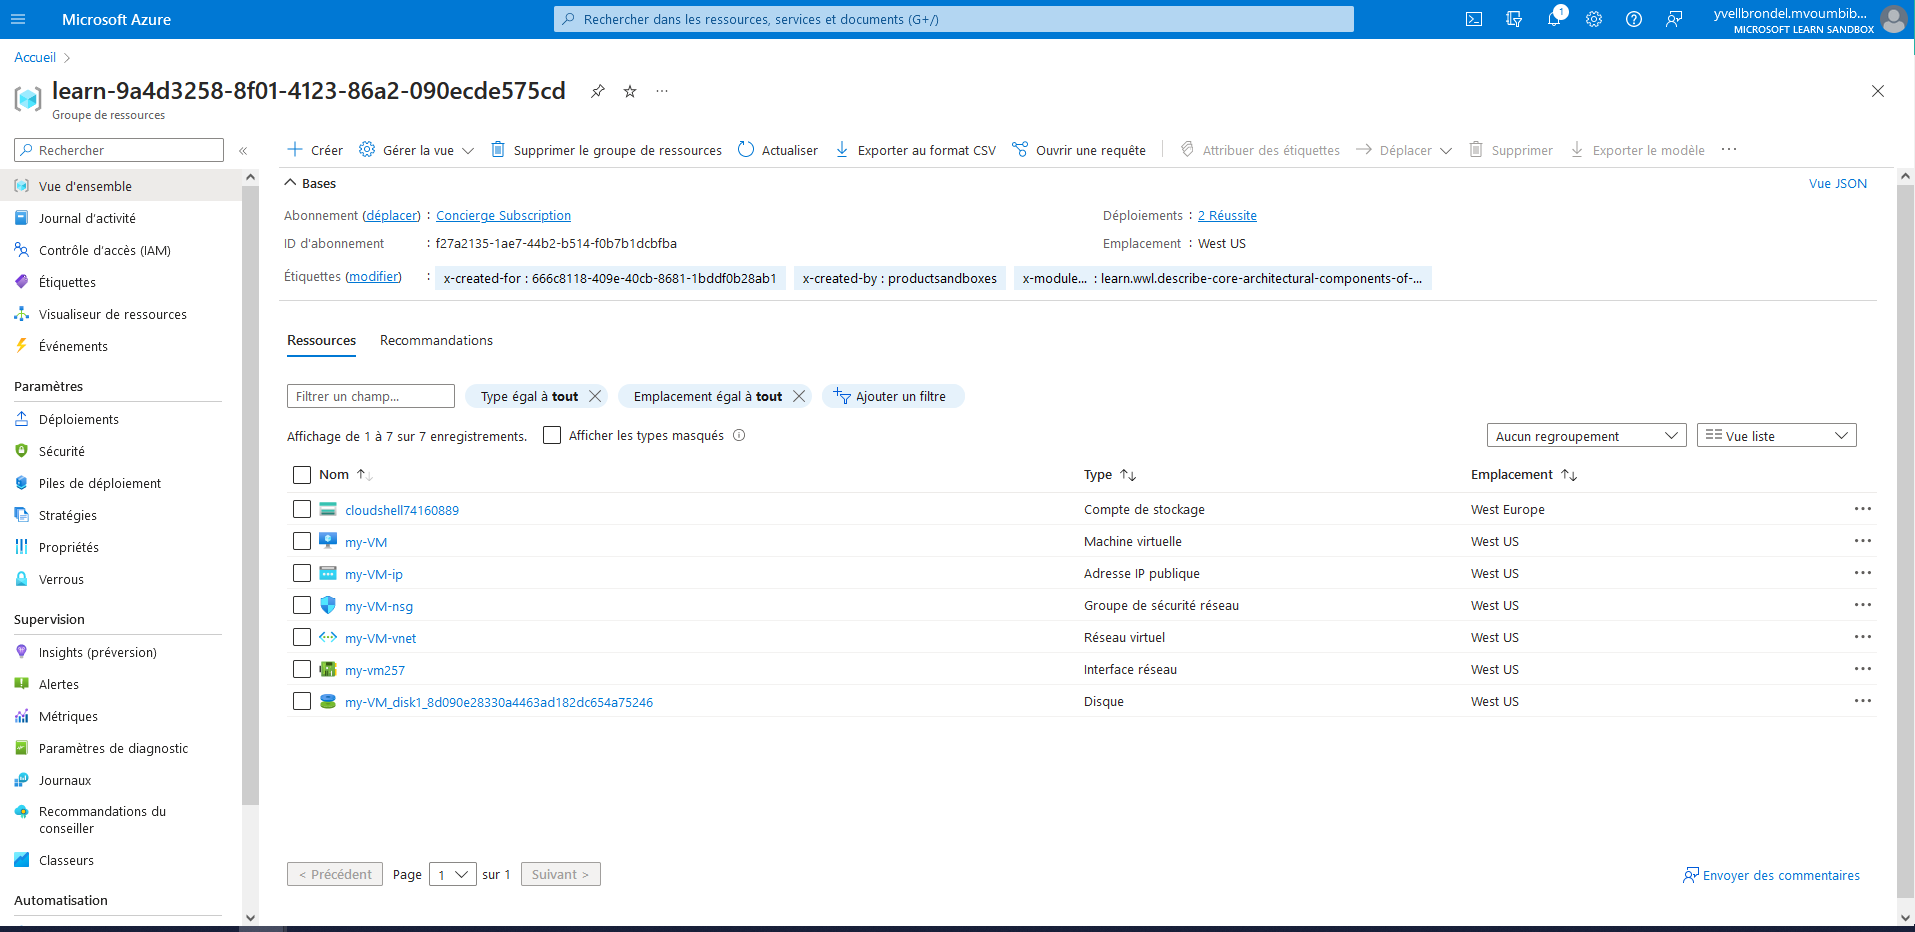 Microsoft Azure
Rechercher dans les ressources, services et documents (G+/)
1
yvellbrondel.mvoumbib...
MICROSOFT LEARN SANDBOX
Accueil
learn-9a4d3258-8f01-4123-86a2-090ecde575cd
Groupe de ressources
Rechercher
Créer
Gérer la vue
Supprimer le groupe de ressources
Actualiser
Exporter au format CSV
Ouvrir une requête
Attribuer des étiquettes
Déplacer
Supprimer
Exporter le modèle
Vue d'ensemble
Journal d'activité
Contrôle d'accès (IAM)
Étiquettes
Visualiseur de ressources
Événements
Paramètres
Déploiements
Sécurité
Piles de déploiement
Stratégies
Propriétés
Verrous
Supervision
Insights (préversion)
Alertes
Métriques
Paramètres de diagnostic
Journaux
Recommandations du
conseiller
Classeurs
Automatisation
Bases
Vue JSON
Abonnement (déplacer) : Concierge Subscription
Déploiements : 2 Réussite
ID d'abonnement : f27a2135-1ae7-44b2-b514-f0b7b1dcbfba
Emplacement : West US
Étiquettes (modifier) : x-created-for : 666c8118-409e-40cb-8681-1bddf0b28ab1 x-created-by : productsandboxes x-module... : learn.wwl.describe-core-architectural-components-of-...
Ressources Recommandations
Filtrer un champ... Type égal à tout Emplacement égal à tout Ajouter un filtre
Affichage de 1 à 7 sur 7 enregistrements. Afficher les types masqués
Aucun regroupement Vue liste
Nom Type Emplacement
cloudshell74160889 Compte de stockage West Europe
my-VM Machine virtuelle West US
my-VM-ip Adresse IP publique West US
my-VM-nsg Groupe de sécurité réseau West US
my-VM-vnet Réseau virtuel West US
my-vm257 Interface réseau West US
my-VM_disk1_8d090e28330a4463ad182dc654a75246 Disque West US
< Précédent Page 1 sur 1 Suivant >
Envoyer des commentaires